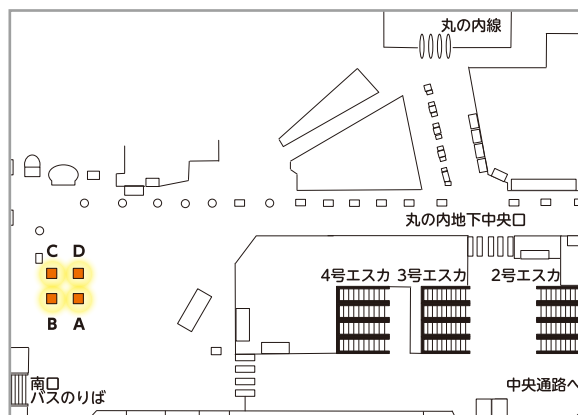 丸の内線
丸の内地下中央口
C D
4号エスカ 3号エスカ 2号エスカ
B A
南口
バスのりば
中央通路へ